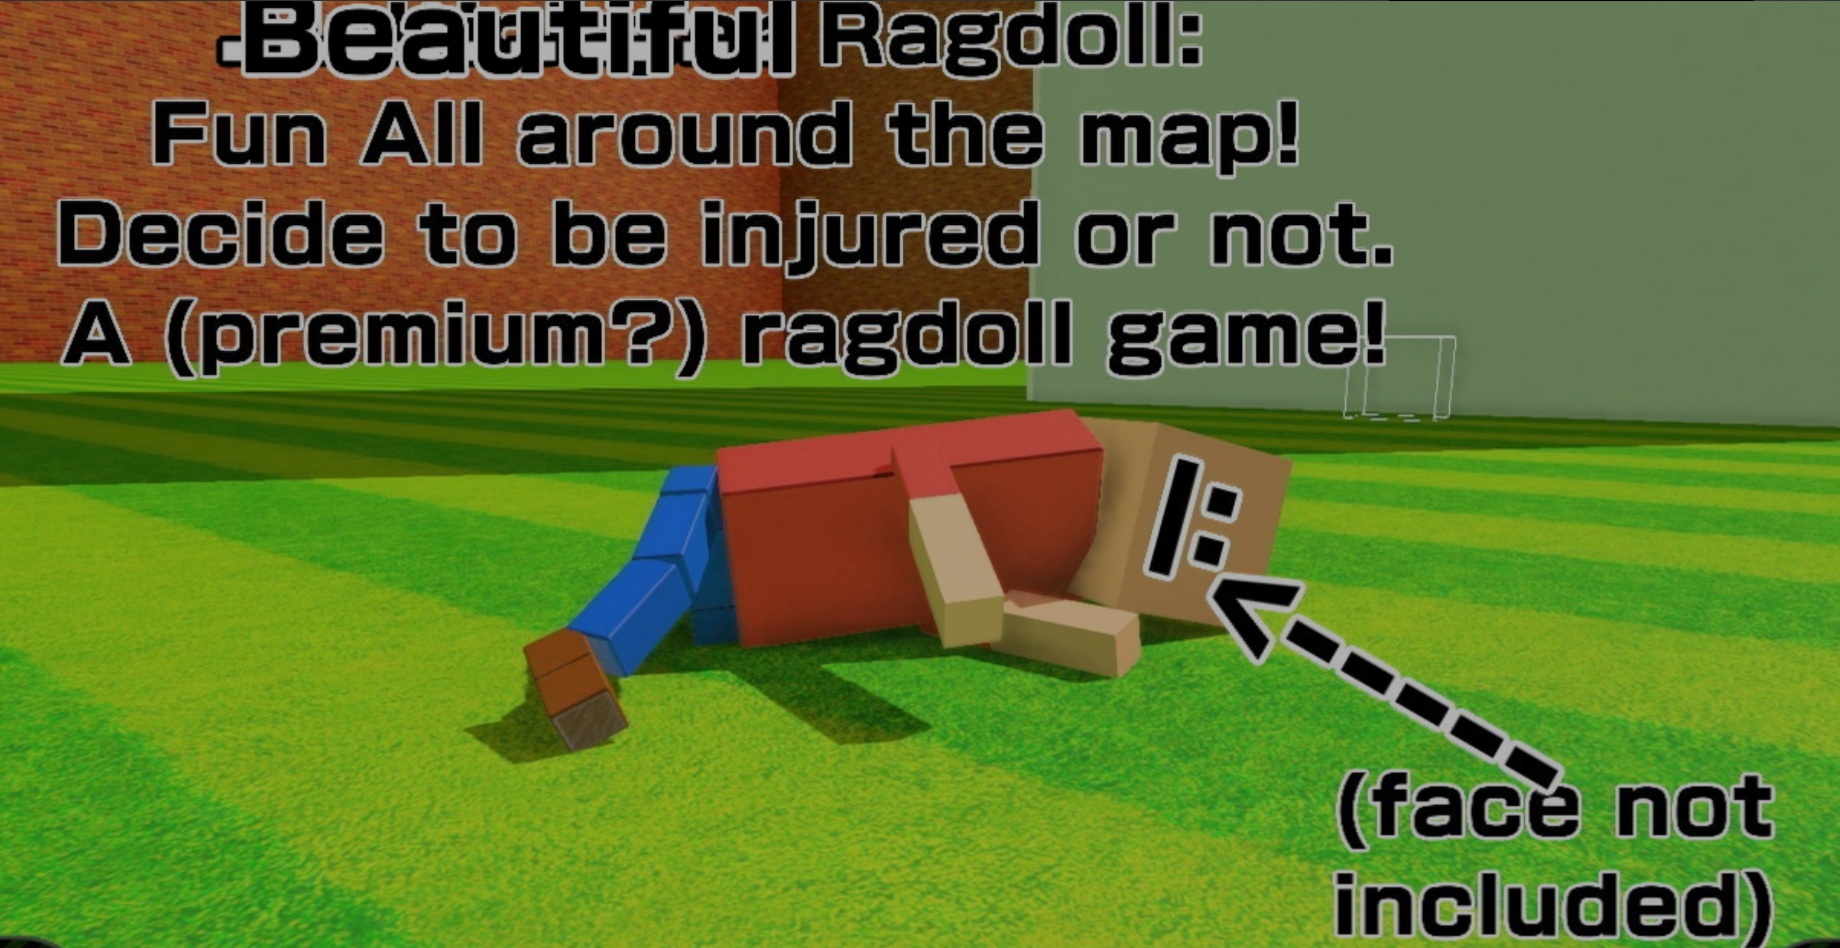 Beautiful Ragdoll:
Fun All around the map!
Decide to be injured or not.
A (premium?) ragdoll game!
|:
(face not
included)